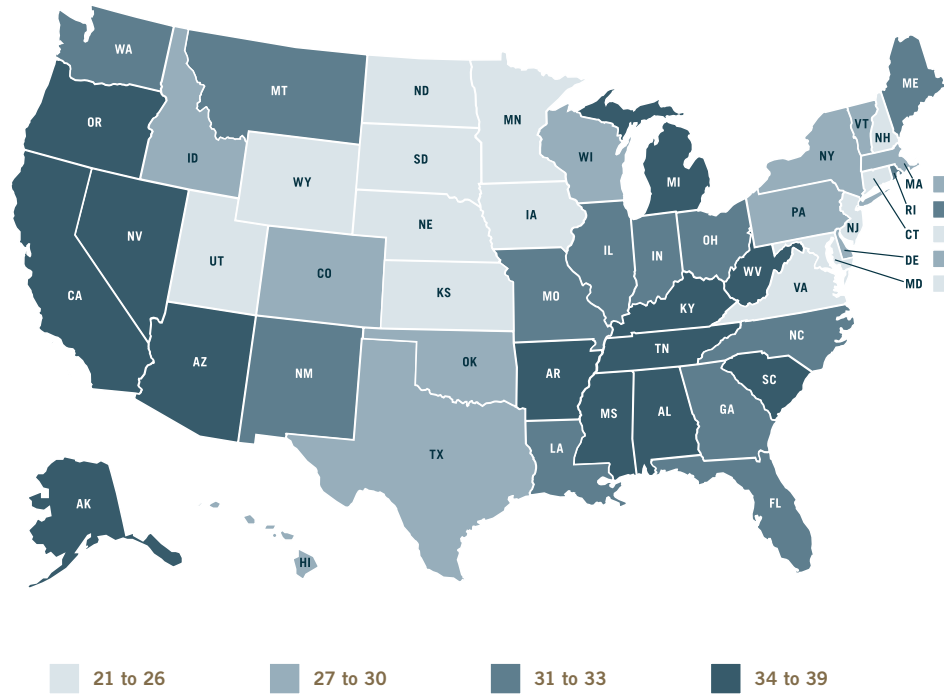 WA
MT
ND
MN
ME
OR
ID
SD
WI
VT
NH
NY
WY
MI
MA
RI
IA
PA
NE
NV
UT
CO
IL
IN
OH
NJ
CT
CA
KS
MO
WV
VA
DE
MD
KY
NC
AZ
NM
OK
TN
AR
SC
MS
AL
GA
TX
LA
AK
FL
HI
21 to 26
27 to 30
31 to 33
34 to 39